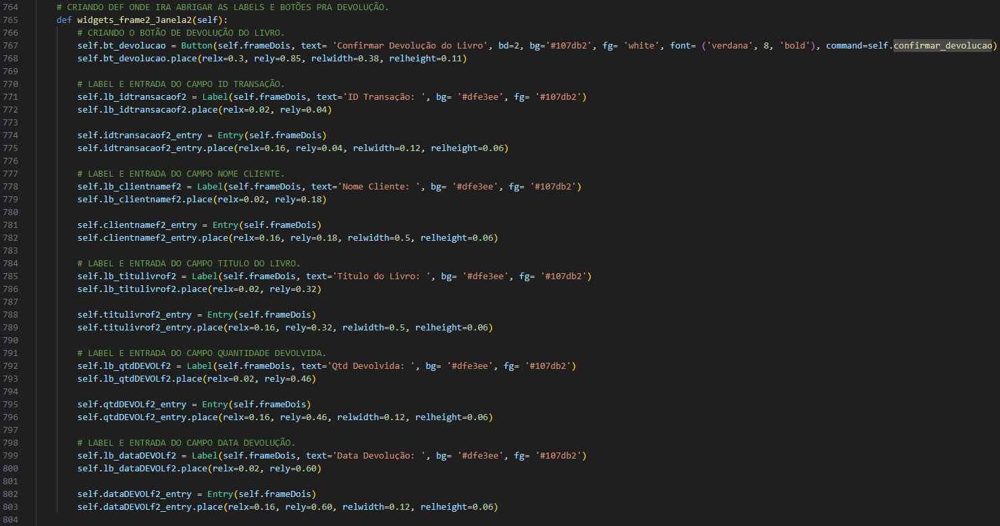 764 # CRIANDO DEF ONDE IRA ABRIGAR AS LABELS E BOTÕES PRA DEVOLUÇÃO.
765 def widgets_frame2_Janela2(self):
766 # CRIANDO O BOTÃO DE DEVOLUÇÃO DO LIVRO.
767 self.bt_devolucao = Button(self.frameDois, text= 'Confirmar Devolução do Livro', bd=2, bg='#107db2', fg= 'white', font= ('verdana', 8, 'bold'), command=self.confirmar_devolucao)
768 self.bt_devolucao.place(relx=0.3, rely=0.85, relwidth=0.38, relheight=0.11)
769
770 # LABEL E ENTRADA DO CAMPO ID TRANSAÇÃO.
771 self.lb_idtransacaof2 = Label(self.frameDois, text='ID Transação: ', bg= '#dfe3ee', fg= '#107db2')
772 self.lb_idtransacaof2.place(relx=0.02, rely=0.04)
773
774 self.idtransacaof2_entry = Entry(self.frameDois)
775 self.idtransacaof2_entry.place(relx=0.16, rely=0.04, relwidth=0.12, relheight=0.06)
776
777 # LABEL E ENTRADA DO CAMPO NOME CLIENTE.
778 self.lb_clientnamef2 = Label(self.frameDois, text='Nome Cliente: ', bg= '#dfe3ee', fg= '#107db2')
779 self.lb_clientnamef2.place(relx=0.02, rely=0.18)
780
781 self.clientnamef2_entry = Entry(self.frameDois)
782 self.clientnamef2_entry.place(relx=0.16, rely=0.18, relwidth=0.5, relheight=0.06)
783
784 # LABEL E ENTRADA DO CAMPO TITULO DO LIVRO.
785 self.lb_titulivrof2 = Label(self.frameDois, text='Titulo do Livro: ', bg= '#dfe3ee', fg= '#107db2')
786 self.lb_titulivrof2.place(relx=0.02, rely=0.32)
787
788 self.titulivrof2_entry = Entry(self.frameDois)
789 self.titulivrof2_entry.place(relx=0.16, rely=0.32, relwidth=0.5, relheight=0.06)
790
791 # LABEL E ENTRADA DO CAMPO QUANTIDADE DEVOLVIDA.
792 self.lb_qtdDEVOLf2 = Label(self.frameDois, text='Qtd Devolvida: ', bg= '#dfe3ee', fg= '#107db2')
793 self.lb_qtdDEVOLf2.place(relx=0.02, rely=0.46)
794
795 self.qtdDEVOLf2_entry = Entry(self.frameDois)
796 self.qtdDEVOLf2_entry.place(relx=0.16, rely=0.46, relwidth=0.12, relheight=0.06)
797
798 # LABEL E ENTRADA DO CAMPO DATA DEVOLUÇÃO.
799 self.lb_dataDEVOLf2 = Label(self.frameDois, text='Data Devolução: ', bg= '#dfe3ee', fg= '#107db2')
800 self.lb_dataDEVOLf2.place(relx=0.02, rely=0.60)
801
802 self.dataDEVOLf2_entry = Entry(self.frameDois)
803 self.dataDEVOLf2_entry.place(relx=0.16, rely=0.60, relwidth=0.12, relheight=0.06)
804